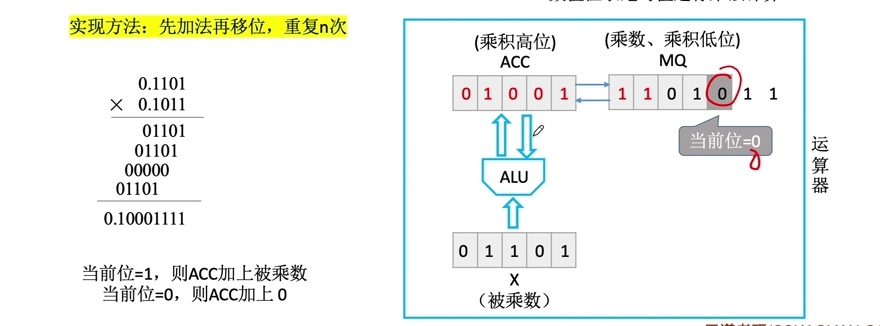 实现方法：先加法再移位，重复n次
0.1101
× 0.1011
01101
01101
00000
01101
0.10001111
当前位=1，则ACC加上被乘数
当前位=0，则ACC加上 0
(乘积高位)
ACC
(乘数、乘积低位)
MQ
0 1 0 0 1
1 1 0 1 0 1 1
当前位=0
0
ALU
0 1 1 0 1
X
（被乘数）
运算器